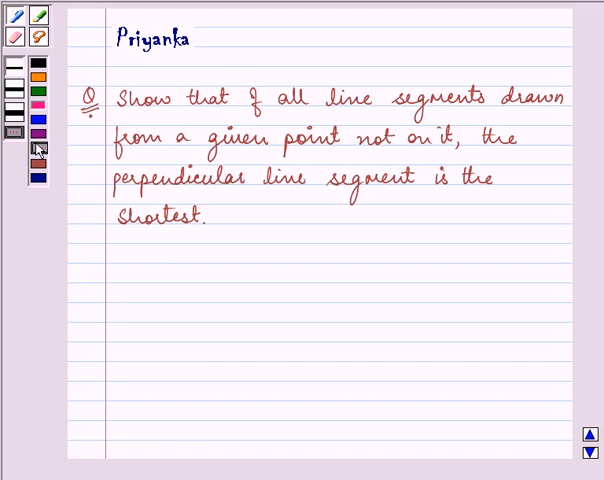 Priyanka
Q Show that of all line segments drawn
from a given point not on it, the
perpendicular line segment is the
shortest.